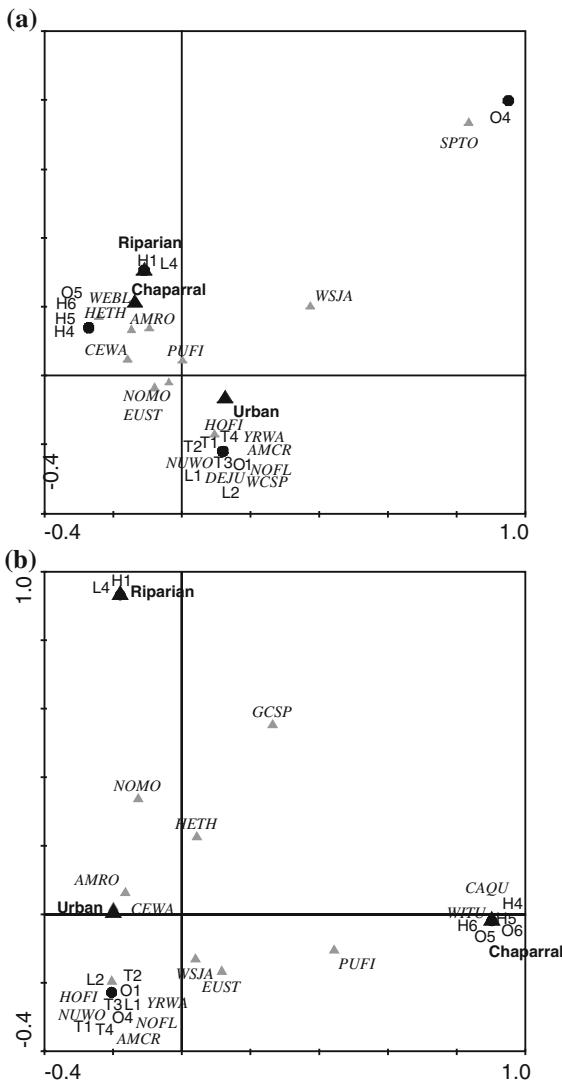 (a)
O4
SPTO
Riparian
H1 L4
Chaparral
O5
WEBL
H6
HETH
H5
AMRO
H4
WSJA
CEWA
PUFI
NOMO
EUST
Urban
HOFI
T2 T1 T4 YRWA
AMCR
NUWO T3 O1 NOFL
L1 DEJU WCSP
L2
-0.4
-0.4
1.0
(b)
1.0
L4 H1
Riparian
GCSP
NOMO
HETH
AMRO
CAQU
H4
Urban
CEWA
WITU
H5
H6
O6
O5
Chaparral
WSJA
PUFI
EUST
L2 T2
O1
HOFI
T3 L1 YRWA
NUWO
O4
NOFL
T1 T4
AMCR
-0.4
-0.4
1.0